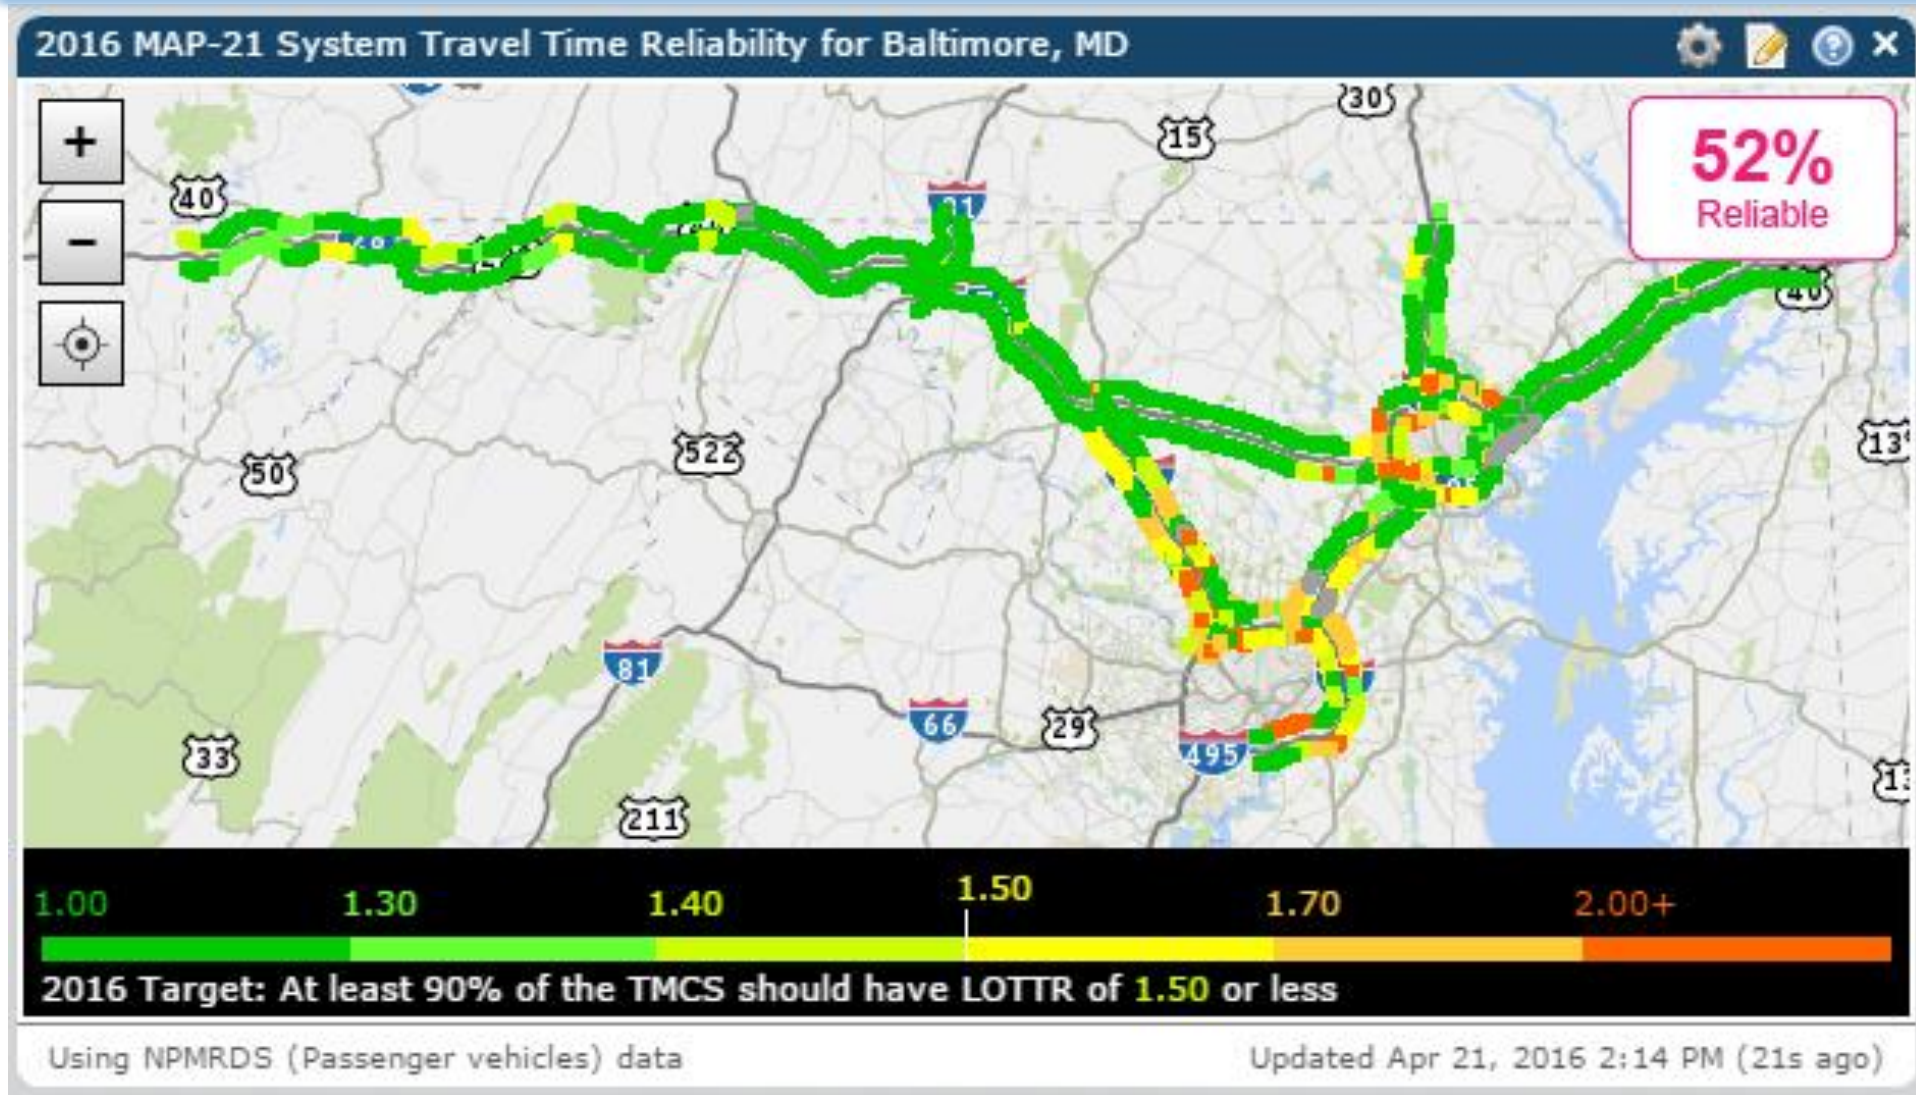 2016 MAP-21 System Travel Time Reliability for Baltimore, MD
+
−
40
15
30
52%
Reliable
40
50
522
13
81
66
29
495
33
211
1.00 1.30 1.40 1.50 1.70 2.00+
2016 Target: At least 90% of the TMCS should have LOTTR of 1.50 or less
Using NPMRDS (Passenger vehicles) data
Updated Apr 21, 2016 2:14 PM (21s ago)